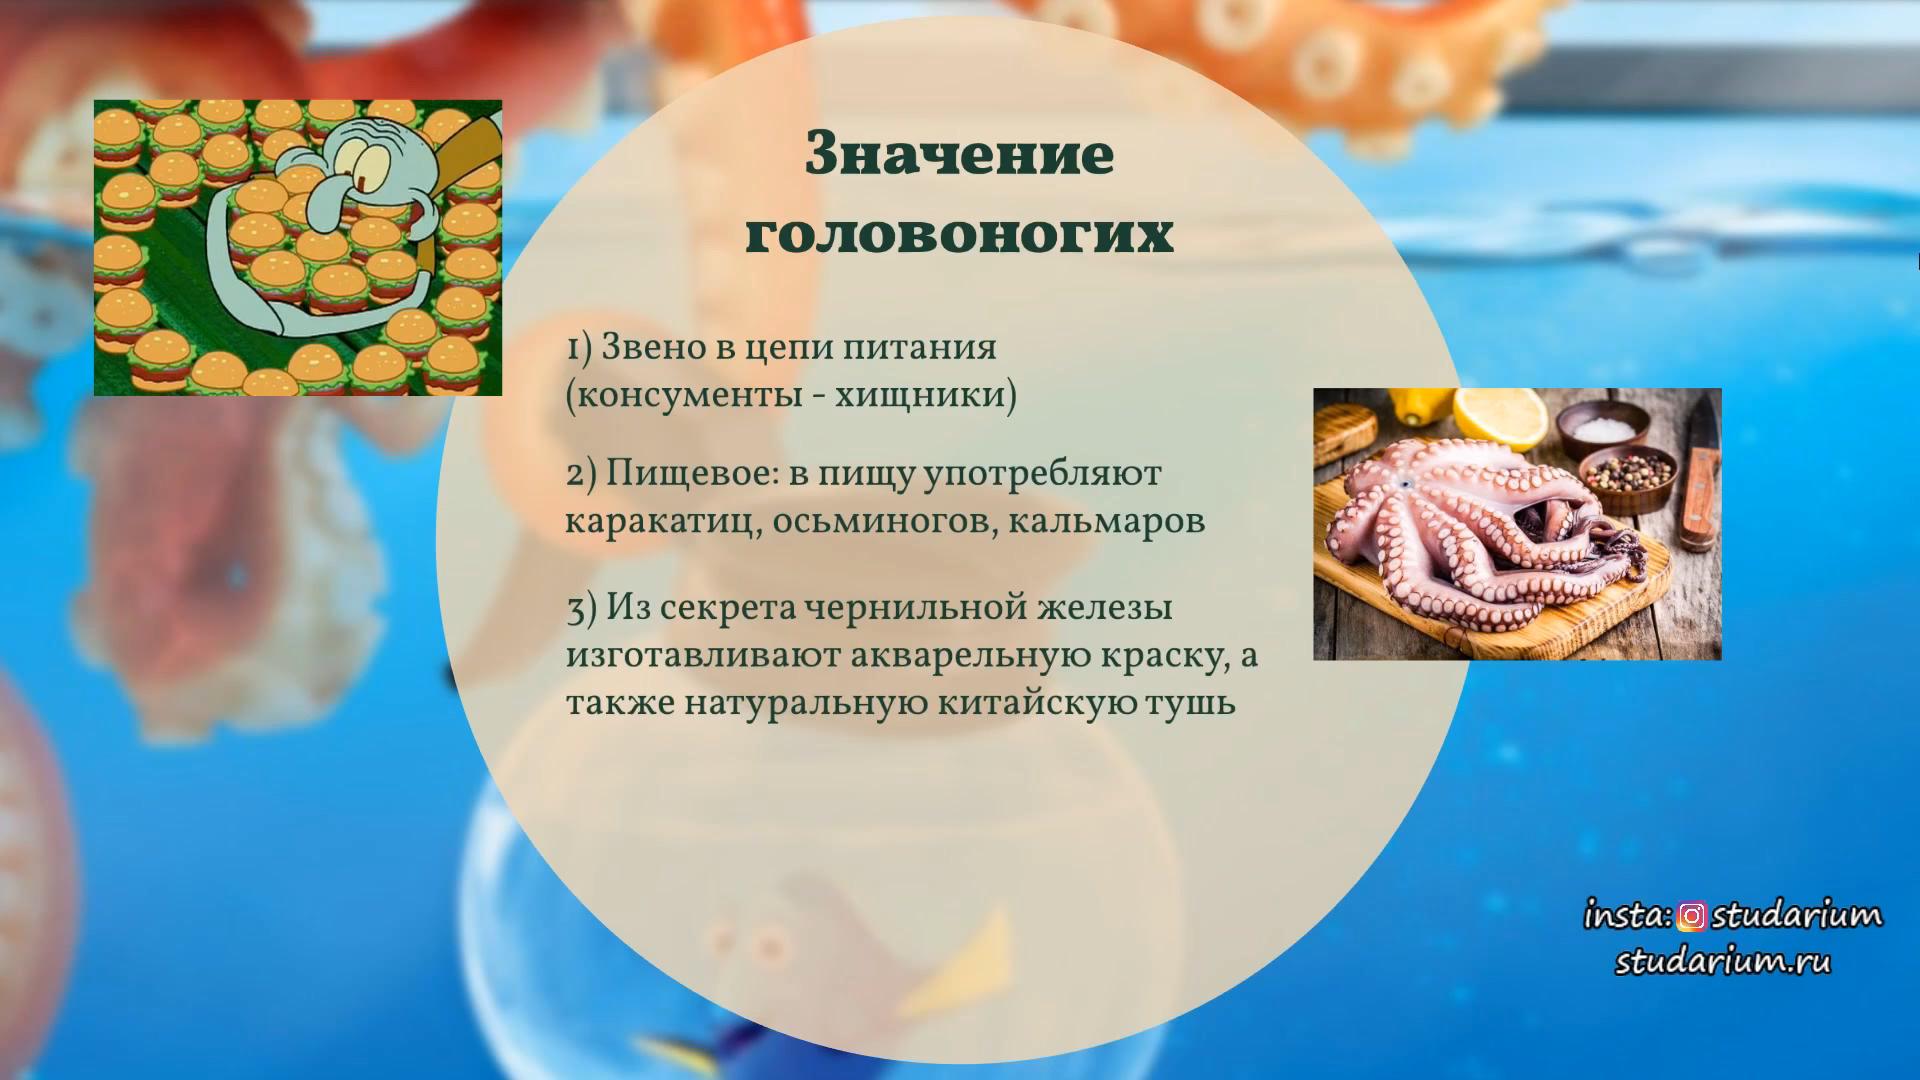 Значение
головоногих
1) Звено в цепи питания
(консументы - хищники)
2) Пищевое: в пищу употребляют
каракатиц, осьминогов, кальмаров
3) Из секрета чернильной железы
изготавливают акварельную краску, а
также натуральную китайскую тушь
insta: studarium
studarium.ru